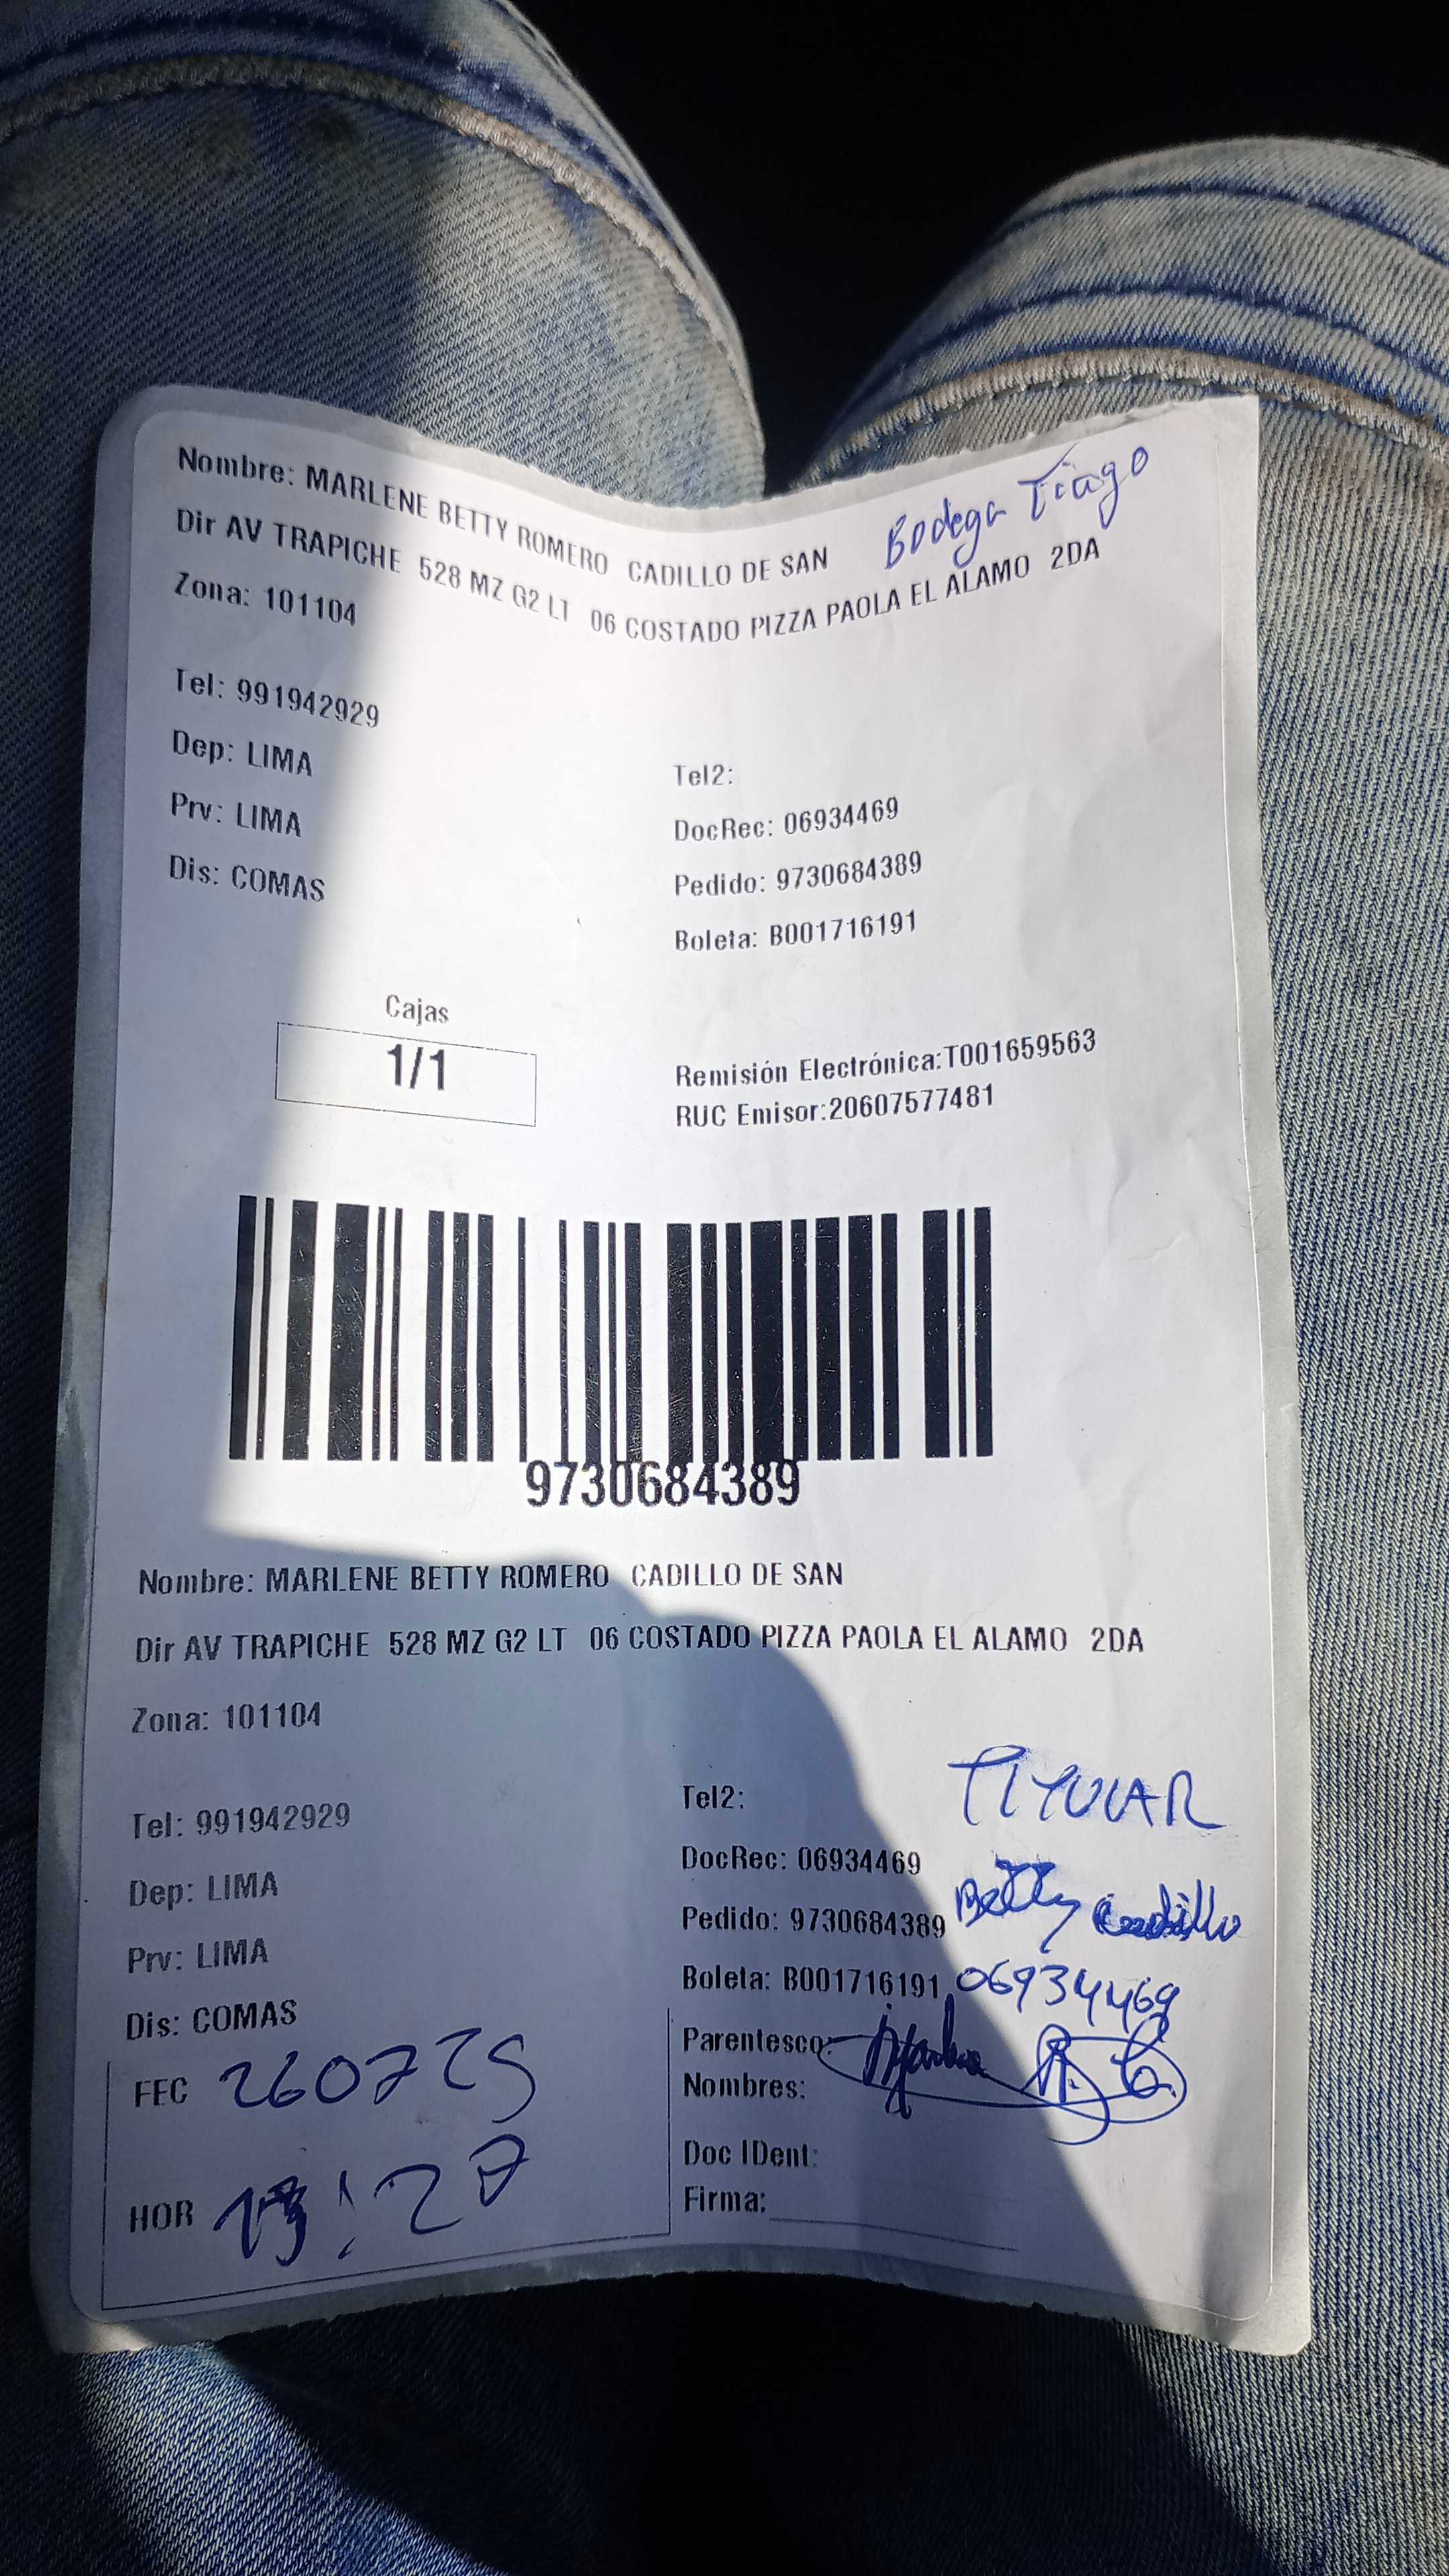 Bodega Tiago
Nombre: MARLENE BETTY ROMERO CADILLO DE SAN
Dir AV TRAPICHE 528 MZ G2 LT 06 COSTADO PIZZA PAOLA EL ALAMO 2DA
Zona: 101104
Tel: 991942929
Dep: LIMA
Prv: LIMA
Dis: COMAS
Tel2:
DocRec: 06934469
Pedido: 9730684389
Boleta: B001716191
Cajas
1/1
Remisión Electrónica:T001659563
RUC Emisor:20607577481
9730684389
Nombre: MARLENE BETTY ROMERO CADILLO DE SAN
Dir AV TRAPICHE 528 MZ G2 LT 06 COSTADO PIZZA PAOLA EL ALAMO 2DA
Zona: 101104
Tel: 991942929
Dep: LIMA
Prv: LIMA
Dis: COMAS
FEC 260725
HOR
Tel2:
TITULAR
DocRec: 06934469
Betty Cadillo
Pedido: 9730684389
Boleta: B001716191
06934469
Parentesco:
Nombres:
Doc IDent:
Firma: